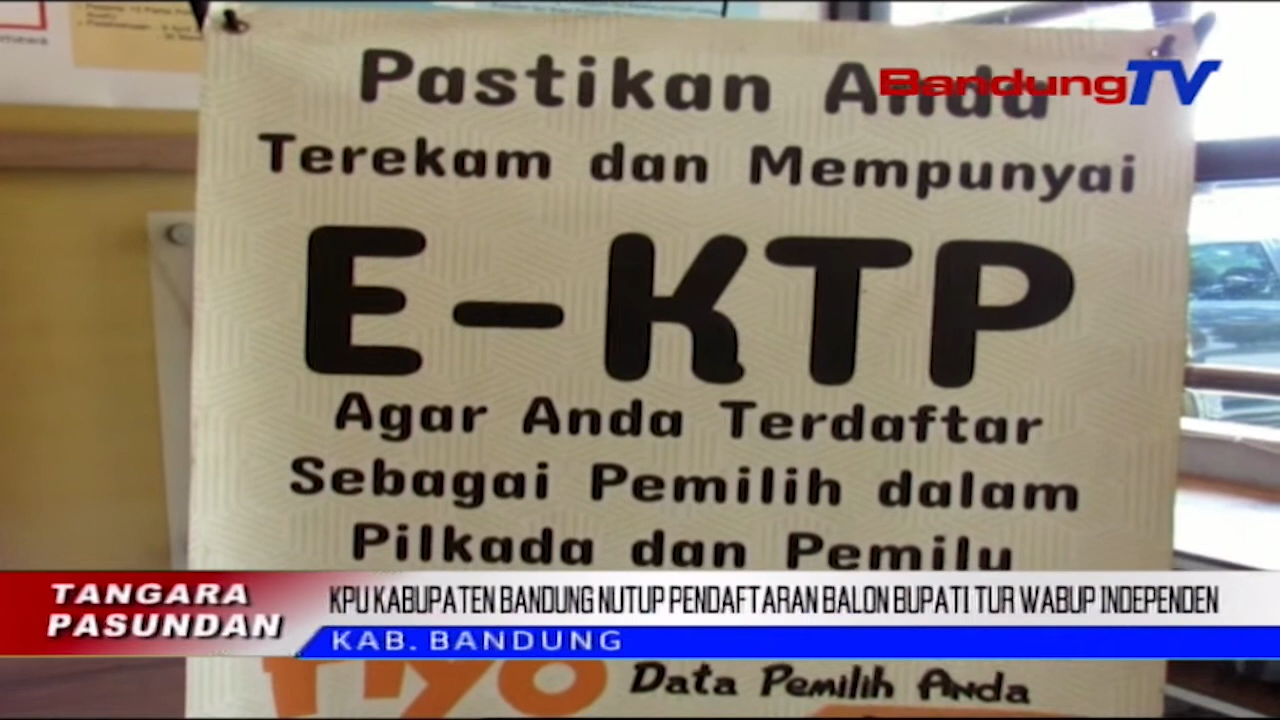 Pastikan Anda
BandungTV
Terekam dan Mempunyai
E-KTP
Agar Anda Terdaftar
Sebagai Pemilih dalam
Pilkada dan Pemilu
TANGARA
PASUNDAN
KPU KABUPATEN BANDUNG NUTUP PENDAFTARAN BALON BUPATI TUR WABUP INDEPENDEN
KAB. BANDUNG
Data Pemilih Anda